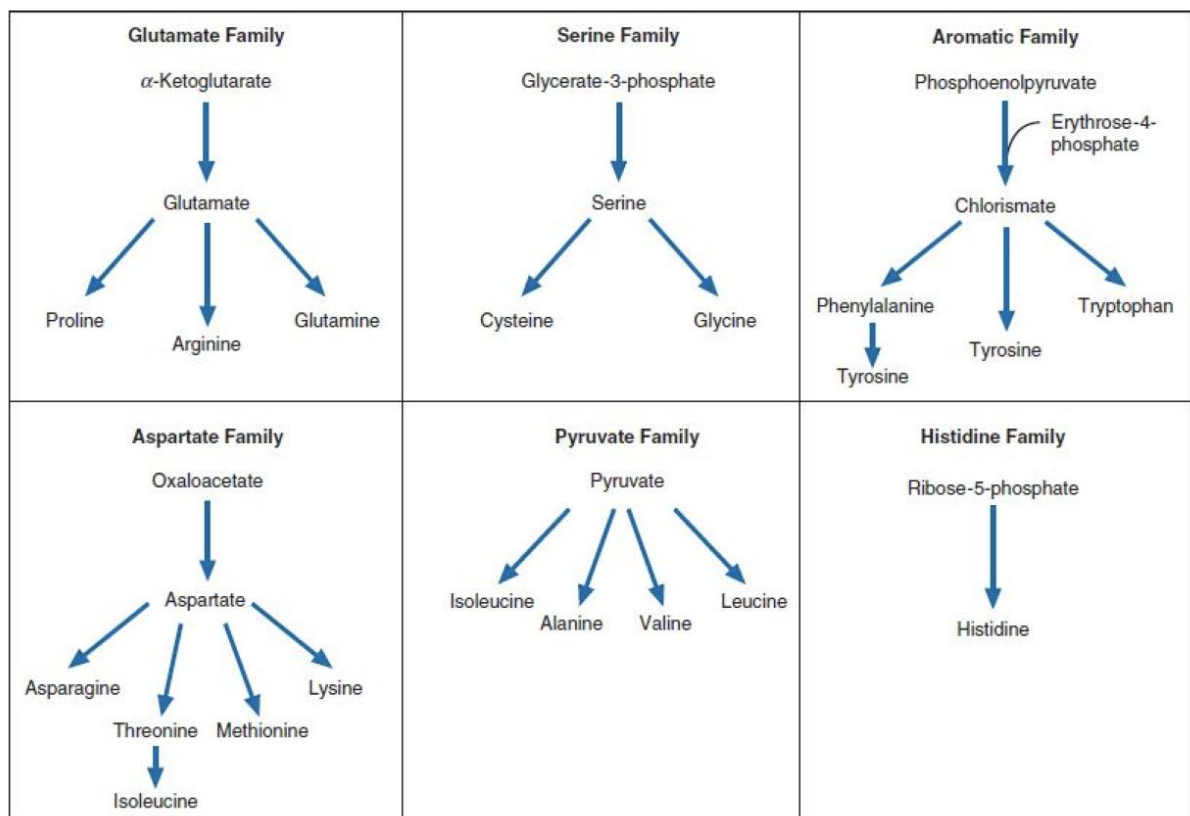 Glutamate Family
α-Ketoglutarate
Glutamate
Proline
Arginine
Glutamine
Serine Family
Glycerate-3-phosphate
Serine
Cysteine
Glycine
Aromatic Family
Phosphoenolpyruvate
Erythrose-4-
phosphate
Chlorismate
Phenylalanine
Tryptophan
Tyrosine
Tyrosine
Aspartate Family
Oxaloacetate
Aspartate
Asparagine
Lysine
Threonine
Methionine
Isoleucine
Pyruvate Family
Pyruvate
Isoleucine
Alanine
Valine
Leucine
Histidine Family
Ribose-5-phosphate
Histidine